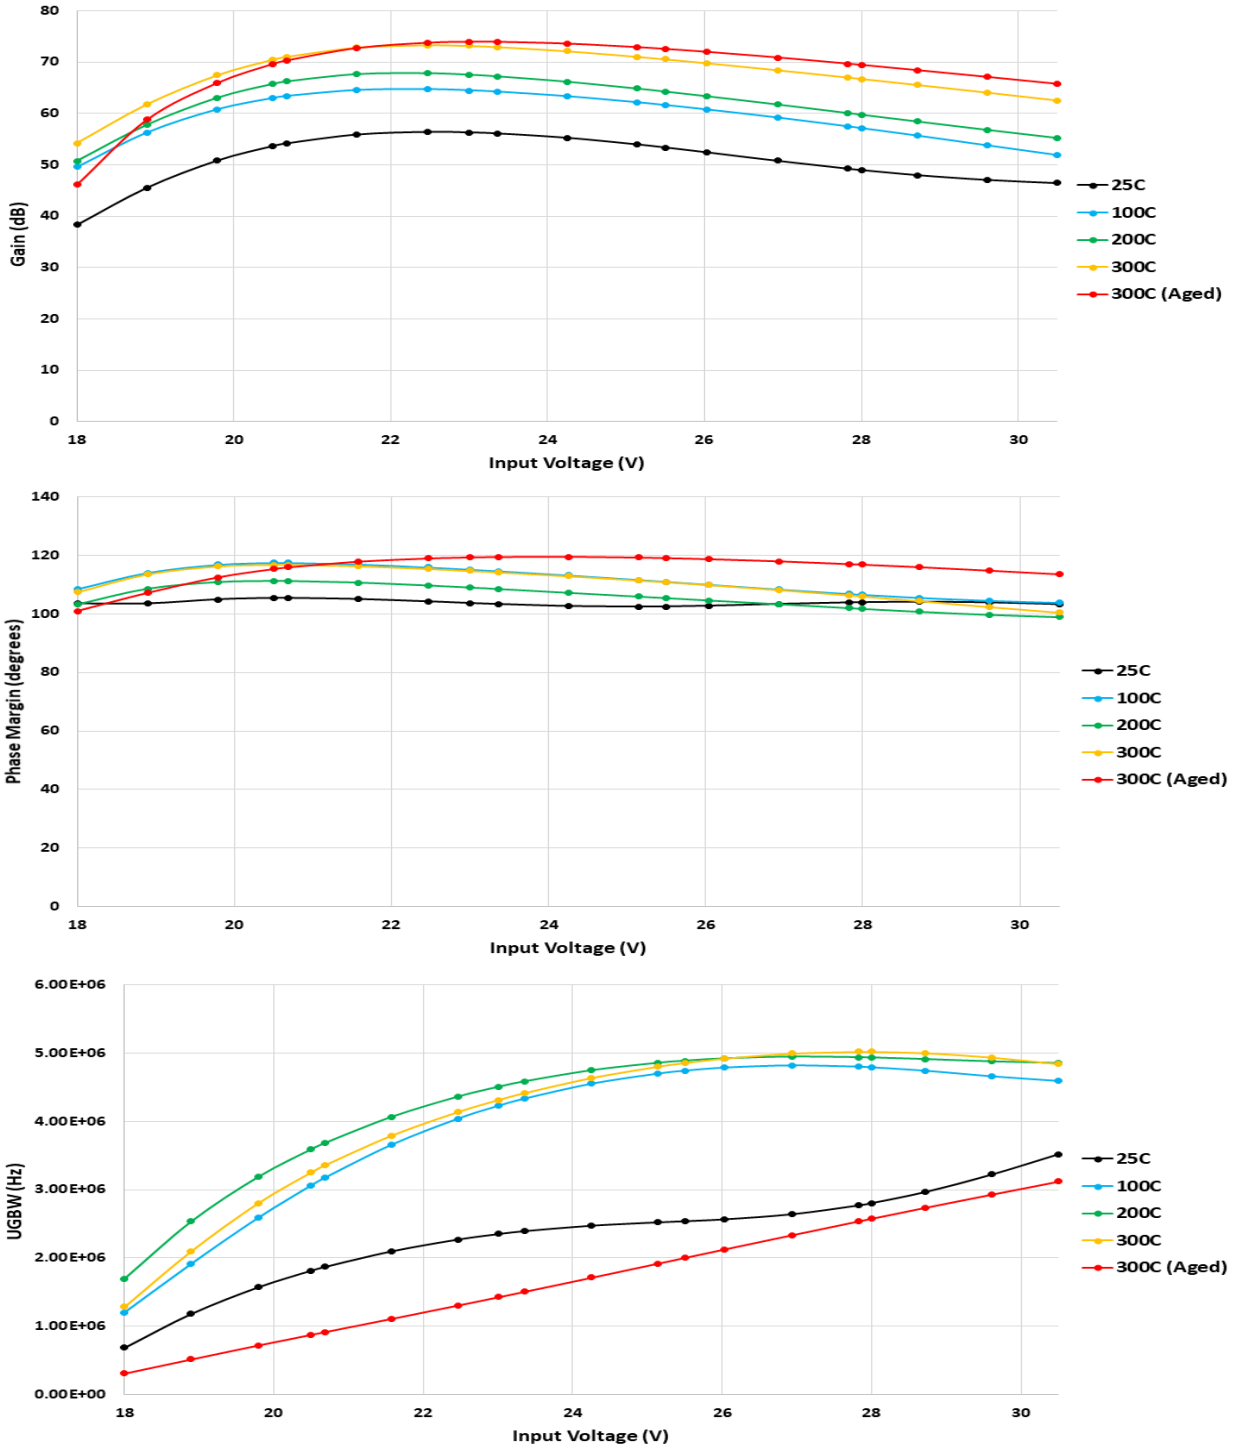 80
70
60
50
40
30
20
10
0
Gain (dB)
18 20 22 24 26 28 30
Input Voltage (V)
25C
100C
200C
300C
300C (Aged)
140
120
100
80
60
40
20
0
Phase Margin (degrees)
18 20 22 24 26 28 30
Input Voltage (V)
25C
100C
200C
300C
300C (Aged)
6.00E+06
5.00E+06
4.00E+06
3.00E+06
2.00E+06
1.00E+06
0.00E+00
UGBW (Hz)
18 20 22 24 26 28 30
Input Voltage (V)
25C
100C
200C
300C
300C (Aged)